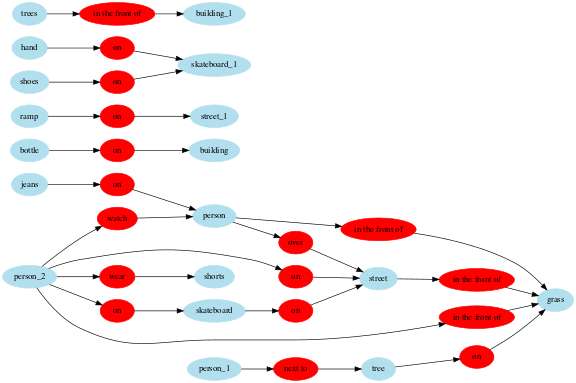 trees in the front of building_1
hand on skateboard_1
shoes on
ramp on street_1
bottle on building
jeans on
watch person in the front of
over
person_2 wear shorts on street in the front of
grass
on skateboard on in the front of
on
person_1 next to tree